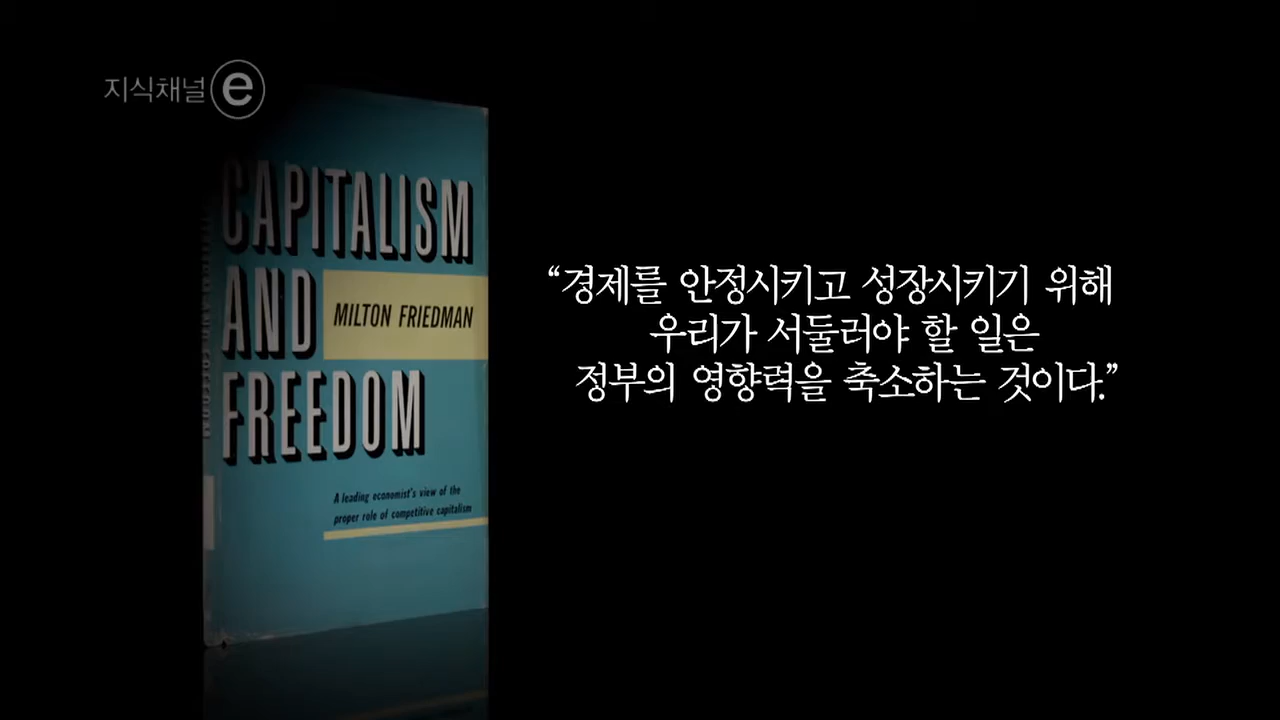 지식채널 e
CAPITALISM
AND
MILTON FRIEDMAN
FREEDOM
A leading economist's view of the
proper role of competitive capitalism
“경제를 안정시키고 성장시키기 위해
우리가 서둘러야 할 일은
정부의 영향력을 축소하는 것이다.”